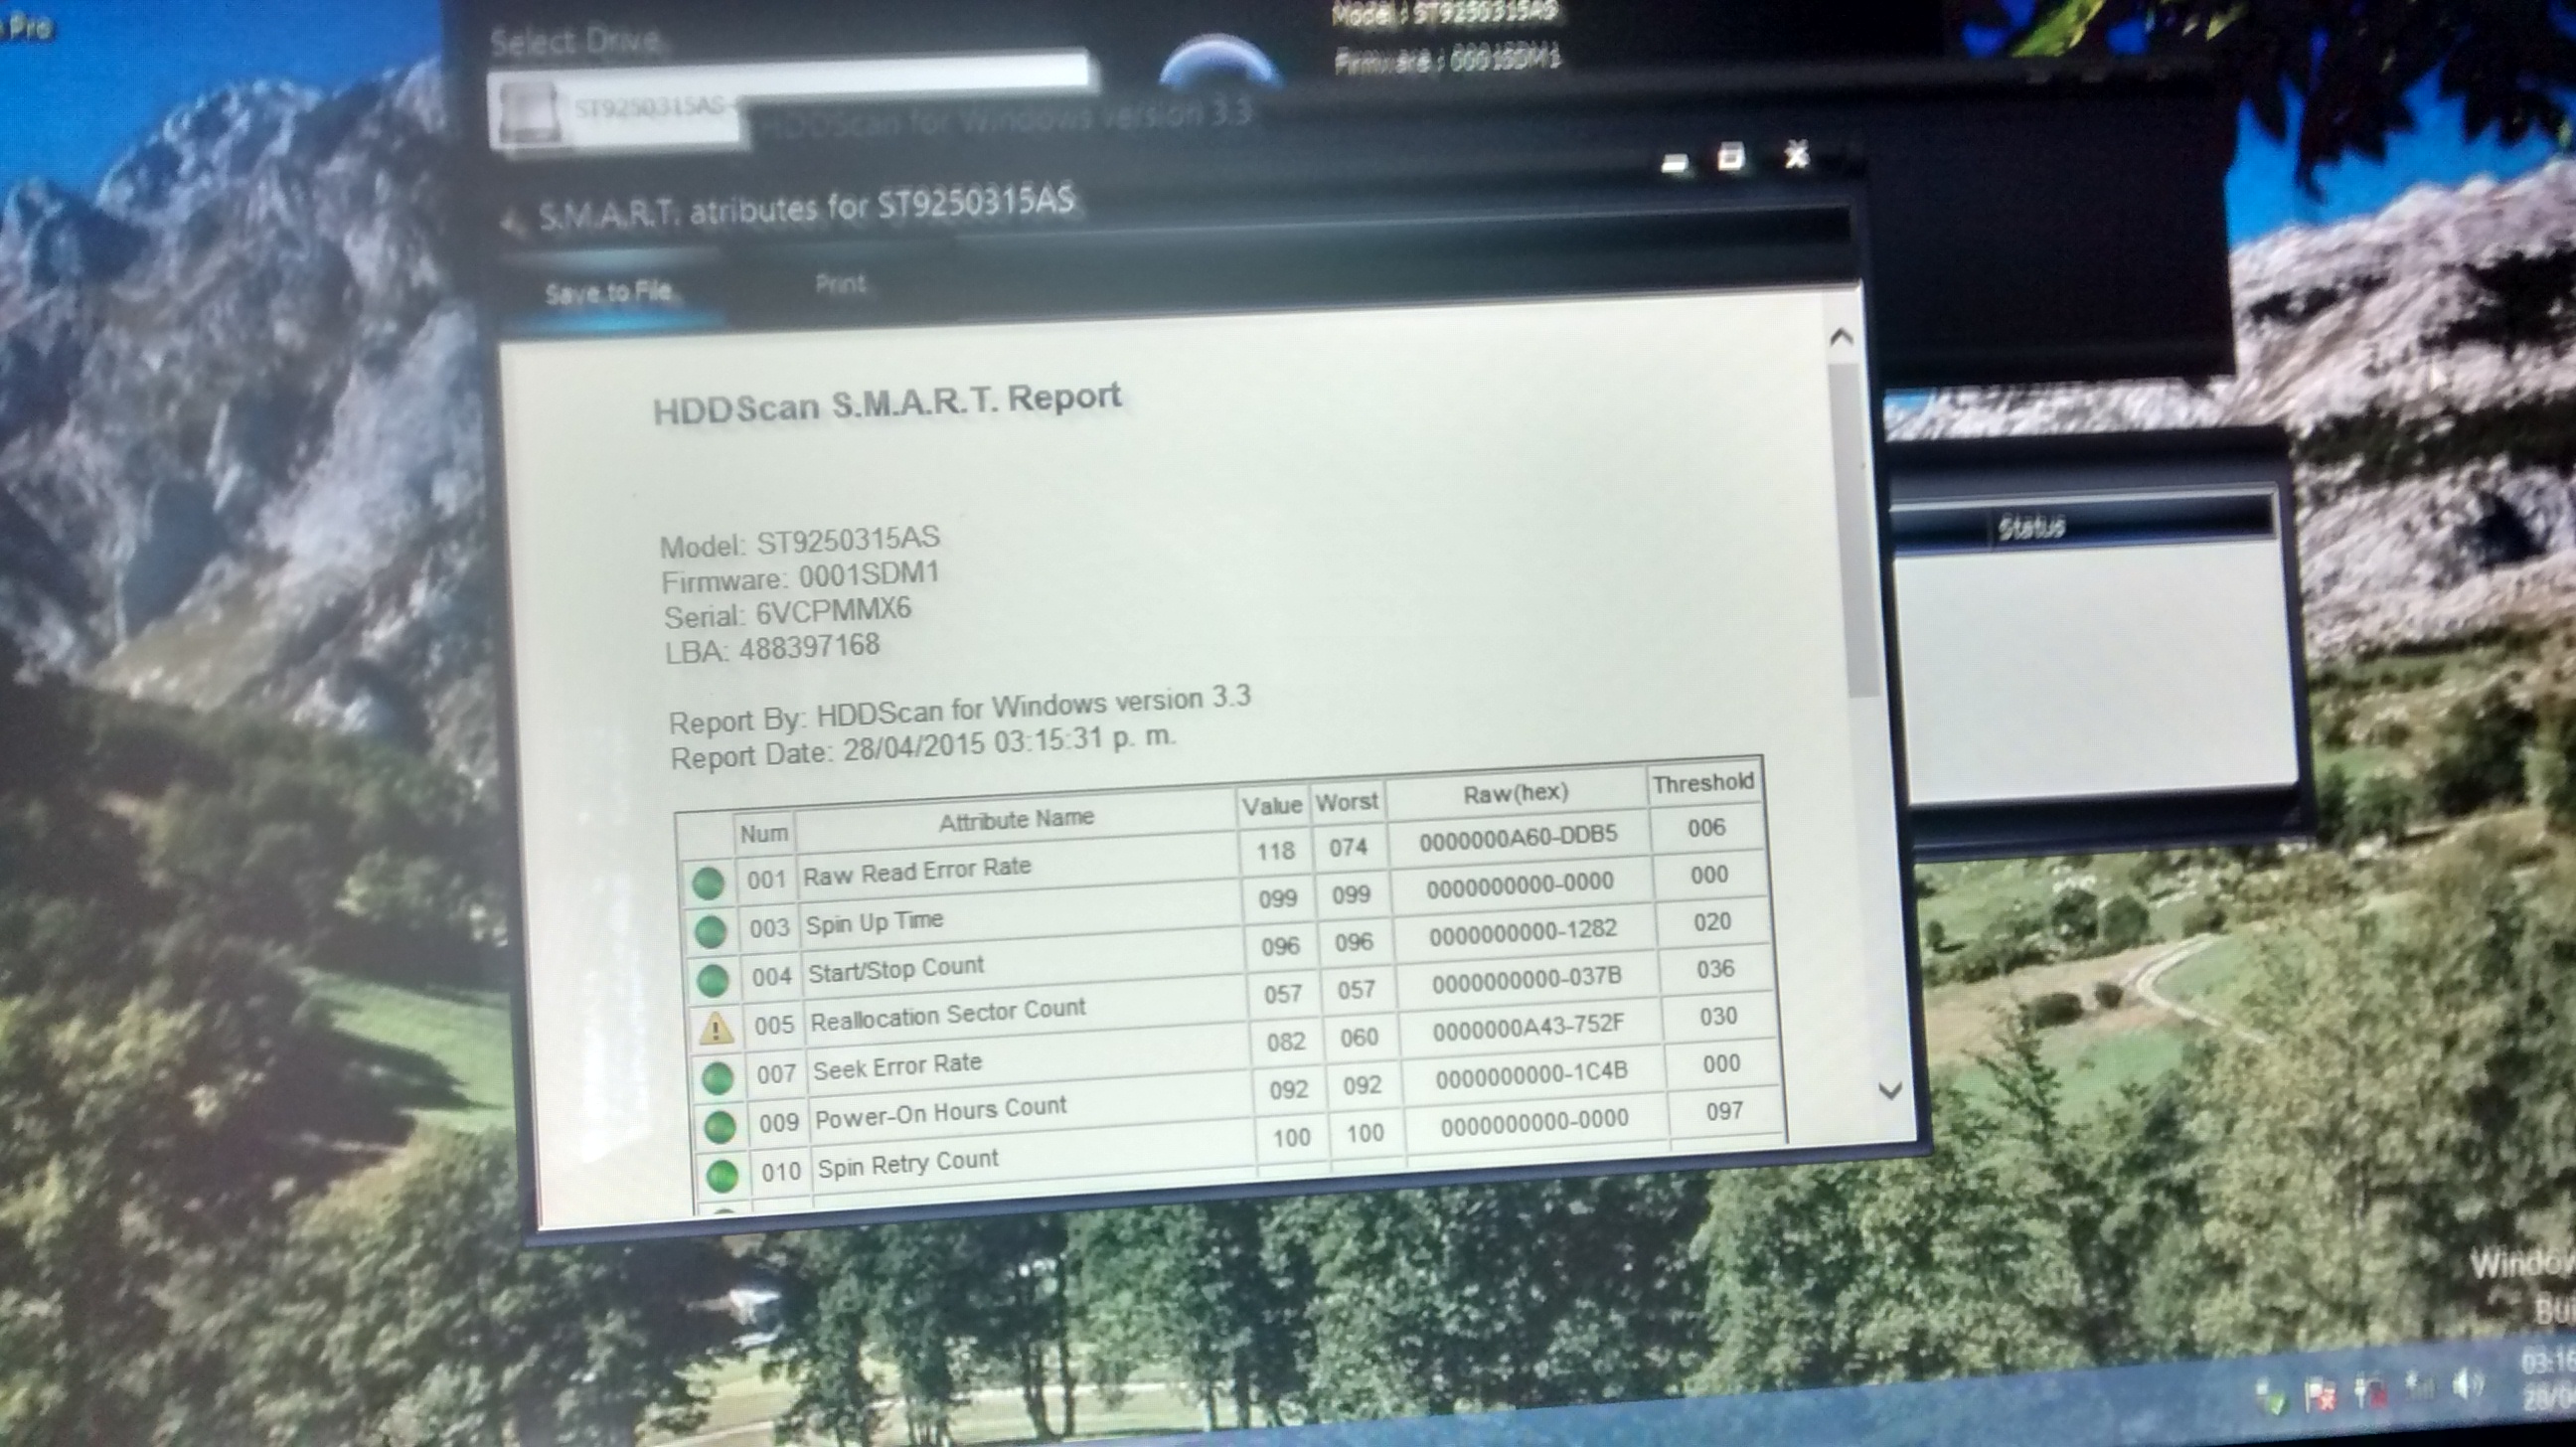 Pro
Select Drive
ST9250315AS
Model : ST9250315AS
Firmware : 0001SDM1
HDDScan for Windows version 3.3
S.M.A.R.T. atributes for ST9250315AS
Save to File
Print
HDDScan S.M.A.R.T. Report
Model: ST9250315AS
Firmware: 0001SDM1
Serial: 6VCPMMX6
LBA: 488397168
Report By: HDDScan for Windows version 3.3
Report Date: 28/04/2015 03:15:31 p. m.
Num Attribute Name Value Worst Raw(hex) Threshold
001 Raw Read Error Rate 118 074 0000000A60-DDB5 006
003 Spin Up Time 099 099 0000000000-0000 000
004 Start/Stop Count 096 096 0000000000-1282 020
005 Reallocation Sector Count 057 057 0000000000-037B 036
007 Seek Error Rate 082 060 0000000A43-752F 030
009 Power-On Hours Count 092 092 0000000000-1C4B 000
010 Spin Retry Count 100 100 0000000000-0000 097
Status